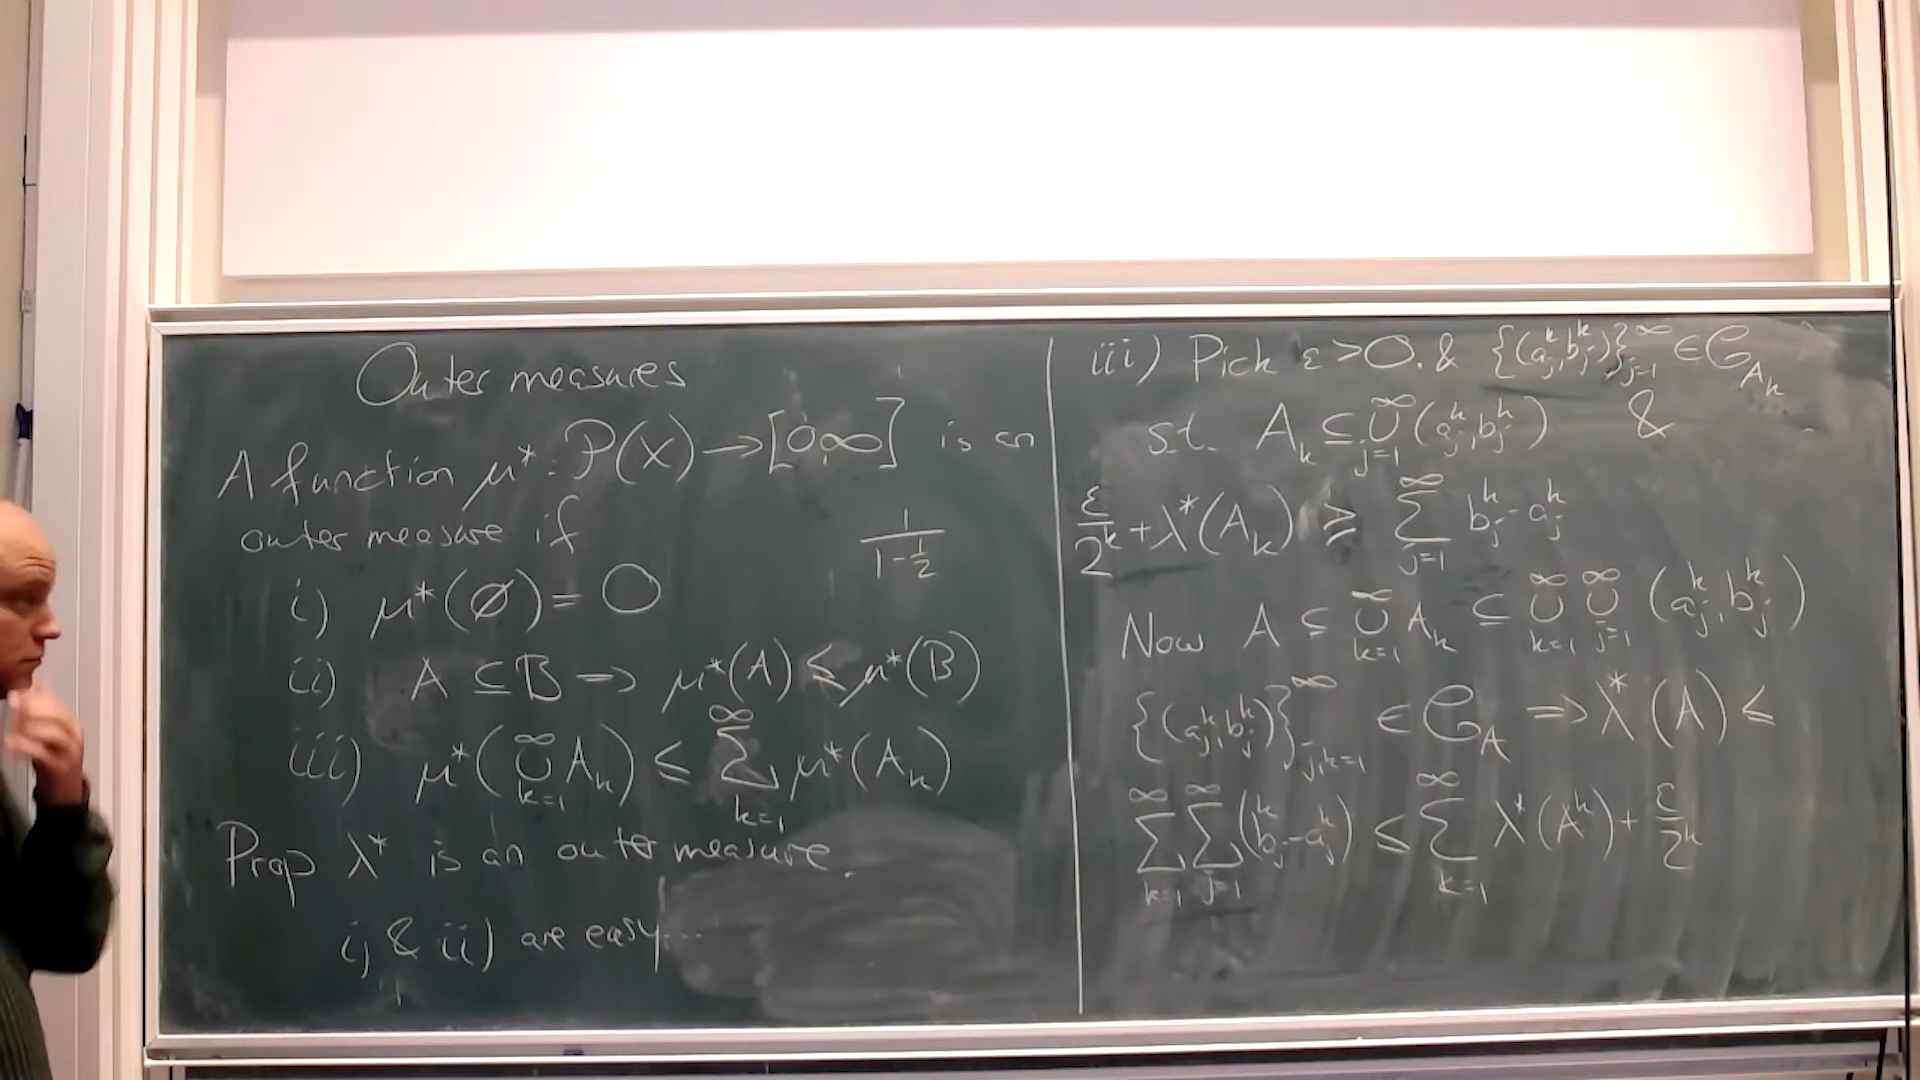 Outer measures
A function μ*: P(X) → [0,∞] is an
outer measure if
1/(1-1/2)
i) μ*(∅) = 0
ii) A ⊆ B ⇒ μ*(A) ≤ μ*(B)
iii) μ*(∪_{k=1}^∞ A_k) ≤ ∑_{k=1}^∞ μ*(A_k)
Prop λ* is an outer measure.
i) & ii) are easy...
iii) Pick ε > 0. & {(a_j^k, b_j^k)}_{j=1}^∞ ∈ C_{A_k}
s.t. A_k ⊆ ∪_{j=1}^∞ (a_j^k, b_j^k) &
ε/2^k + λ*(A_k) ≥ ∑_{j=1}^∞ b_j^k - a_j^k
Now A ⊆ ∪_{k=1}^∞ A_k ⊆ ∪_{k=1}^∞ ∪_{j=1}^∞ (a_j^k, b_j^k)
{(a_j^k, b_j^k)}_{j,k=1}^∞ ∈ C_A ⇒ λ*(A) ≤
∑_{k=1}^∞ ∑_{j=1}^∞ (b_j^k - a_j^k) ≤ ∑_{k=1}^∞ λ*(A^k) + ε/2^k